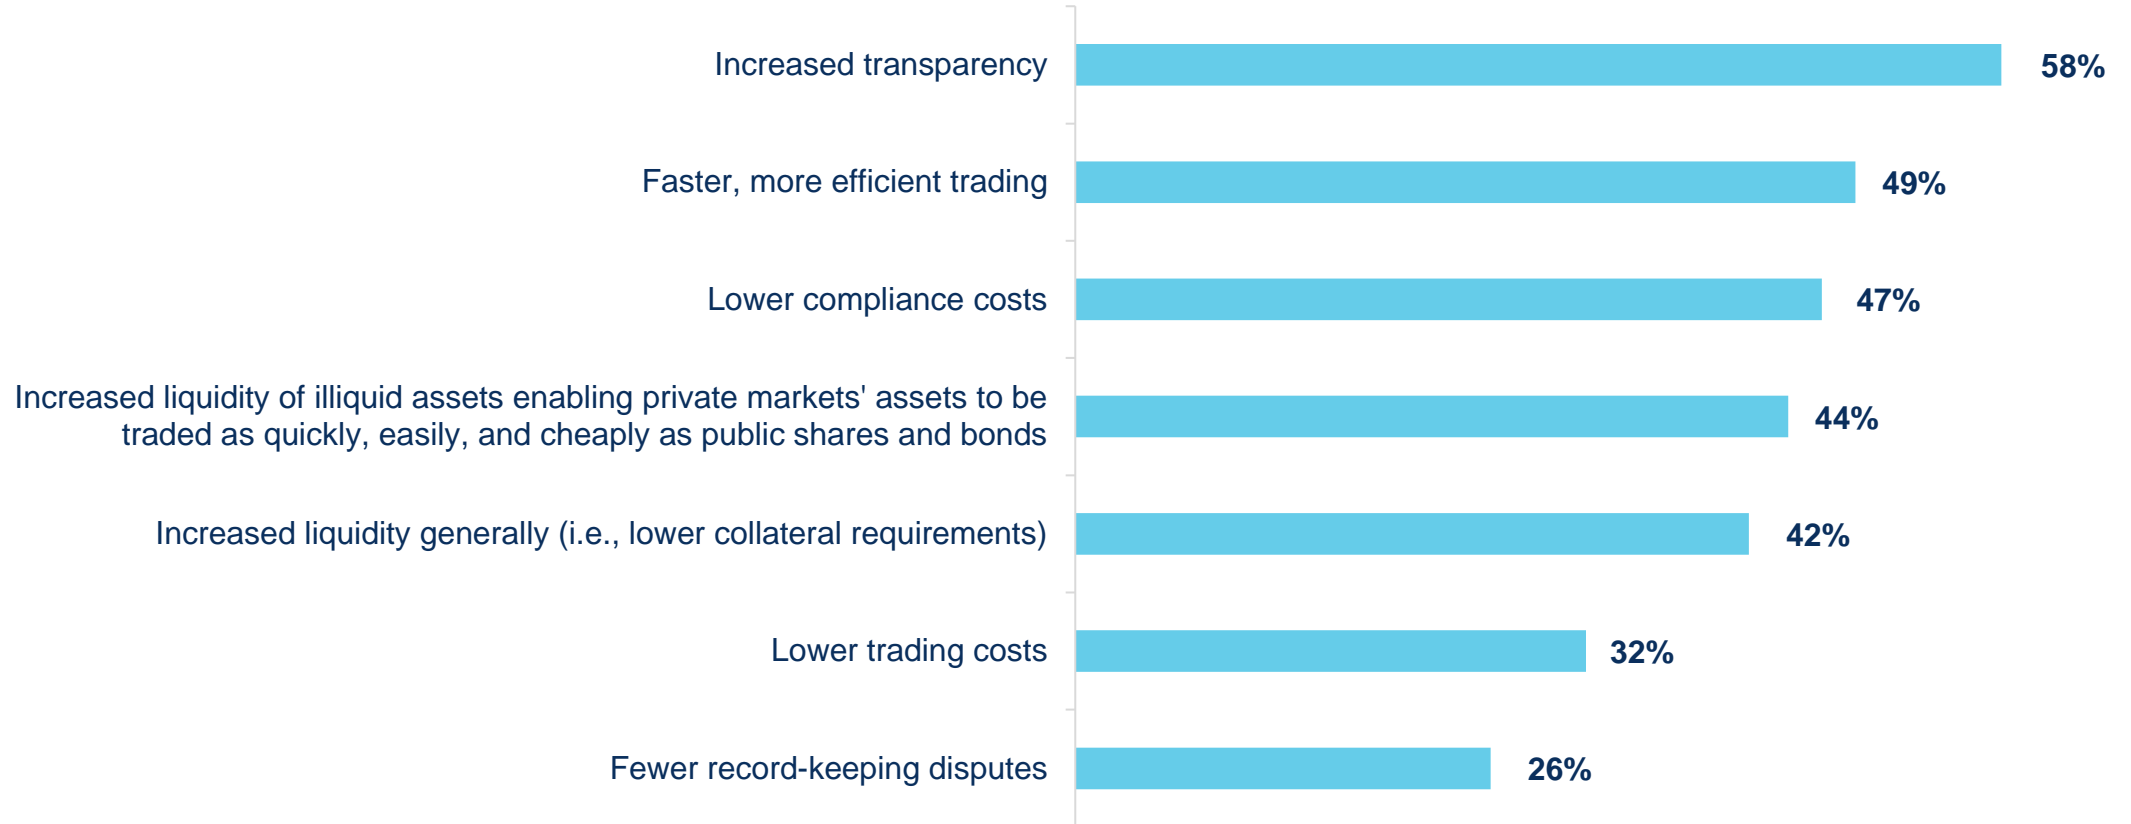 Increased transparency 58%
Faster, more efficient trading 49%
Lower compliance costs 47%
Increased liquidity of illiquid assets enabling private markets' assets to be
traded as quickly, easily, and cheaply as public shares and bonds 44%
Increased liquidity generally (i.e., lower collateral requirements) 42%
Lower trading costs 32%
Fewer record-keeping disputes 26%